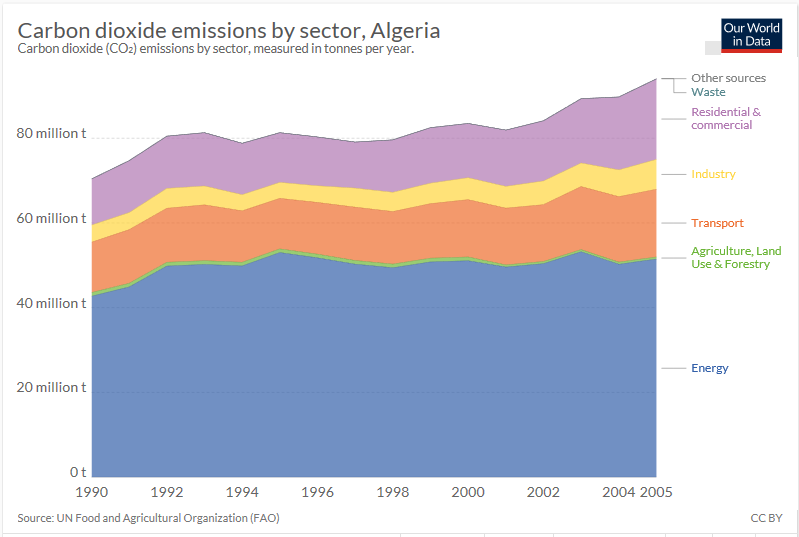 Carbon dioxide emissions by sector, Algeria
Carbon dioxide (CO₂) emissions by sector, measured in tonnes per year.
Our World
in Data
Other sources
Waste
Residential &
commercial
80 million t
Industry
60 million t
Transport
Agriculture, Land
Use & Forestry
40 million t
Energy
20 million t
0 t
1990 1992 1994 1996 1998 2000 2002 2004 2005
Source: UN Food and Agricultural Organization (FAO)
CC BY